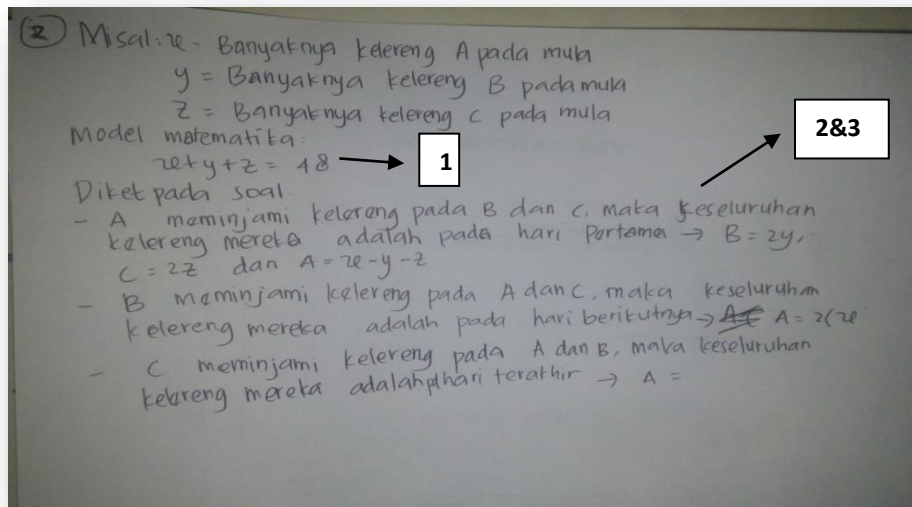 2 Misal: x = Banyaknya kelereng A pada mula
y = Banyaknya kelereng B pada mula
z = Banyaknya kelereng C pada mula
Model matematika:
x+y+z = 48 1
2&3
Diket pada soal
- A meminjami kelereng pada B dan C, maka keseluruhan
kelereng mereka adalah pada hari pertama → B = 2y,
C = 2z dan A = x-y-z
- B meminjami kelereng pada A dan C, maka keseluruhan
kelereng mereka adalah pada hari berikutnya → A = 2(x
- C meminjami kelereng pada A dan B, maka keseluruhan
kelereng mereka adalah hari terakhir → A =